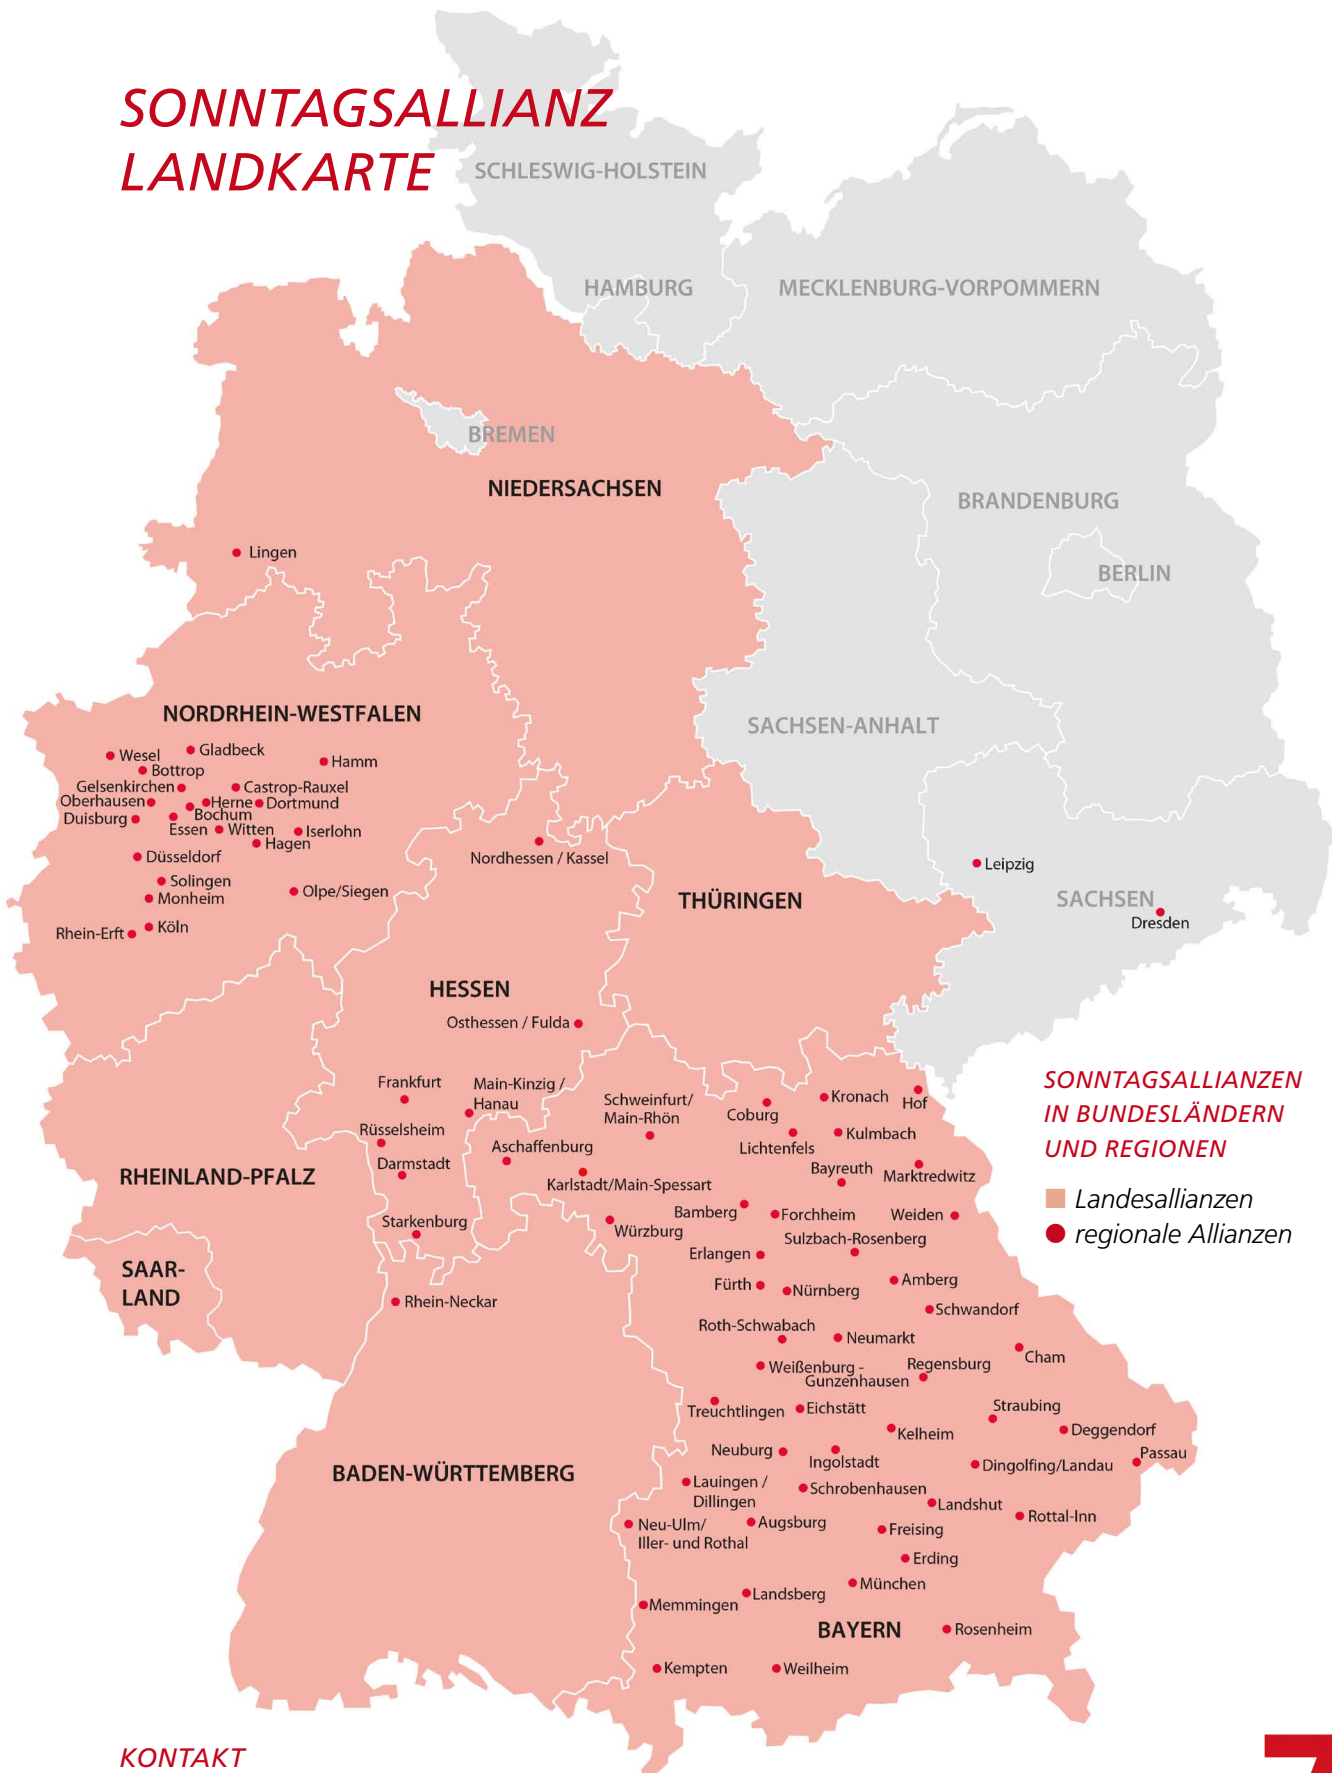 SONNTAGSALLIANZ
LANDKARTE
SCHLESWIG-HOLSTEIN
HAMBURG
MECKLENBURG-VORPOMMERN
BREMEN
NIEDERSACHSEN
BRANDENBURG
BERLIN
Lingen
NORDRHEIN-WESTFALEN
SACHSEN-ANHALT
Wesel
Gladbeck
Hamm
Bottrop
Gelsenkirchen
Castrop-Rauxel
Oberhausen
Herne
Dortmund
Duisburg
Bochum
Essen
Witten
Iserlohn
Hagen
Düsseldorf
Nordhessen / Kassel
Leipzig
Solingen
Monheim
Olpe/Siegen
THÜRINGEN
SACHSEN
Dresden
Rhein-Erft
Köln
HESSEN
Osthessen / Fulda
Frankfurt
Main-Kinzig /
Hanau
Schweinfurt/
Main-Rhön
Coburg
Kronach
Hof
Rüsselsheim
Aschaffenburg
Lichtenfels
Kulmbach
Darmstadt
Karlstadt/Main-Spessart
Bayreuth
Marktredwitz
RHEINLAND-PFALZ
Starkenburg
Würzburg
Bamberg
Forchheim
Weiden
Erlangen
Sulzbach-Rosenberg
SAAR-
LAND
Fürth
Nürnberg
Amberg
Rhein-Neckar
Schwandorf
Roth-Schwabach
Neumarkt
Cham
Weißenburg -
Gunzenhausen
Regensburg
Treuchtlingen
Eichstätt
Straubing
Kelheim
Deggendorf
Neuburg
Ingolstadt
Dingolfing/Landau
Passau
BADEN-WÜRTTEMBERG
Lauingen /
Dillingen
Schrobenhausen
Landshut
Rottal-Inn
Neu-Ulm/
Iller- und Rothal
Augsburg
Freising
Erding
München
Landsberg
Memmingen
BAYERN
Rosenheim
Kempten
Weilheim
SONNTAGSALLIANZEN
IN BUNDESLÄNDERN
UND REGIONEN
Landesallianzen
regionale Allianzen
KONTAKT